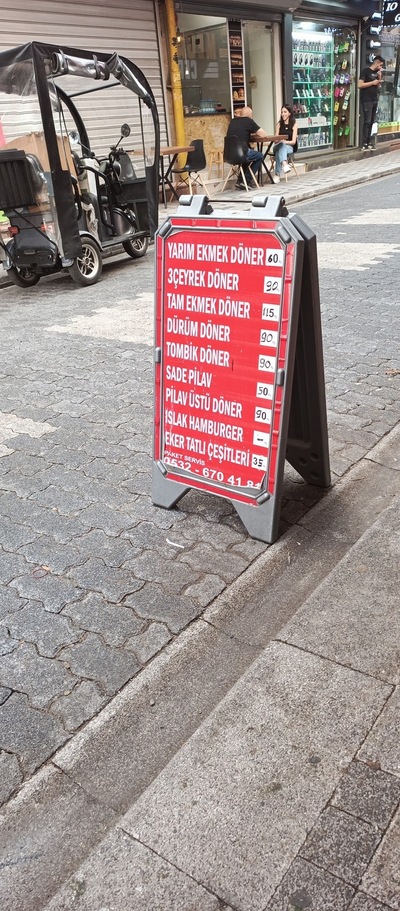 YARIM EKMEK DÖNER 60
3ÇEYREK DÖNER 90
TAM EKMEK DÖNER 115
DÜRÜM DÖNER 90
TOMBİK DÖNER 90
SADE PİLAV 50
PİLAV ÜSTÜ DÖNER 90
ISLAK HAMBURGER -
EKER TATLI ÇEŞİTLERİ 35
PAKET SERVİS
0532 - 670 41 81